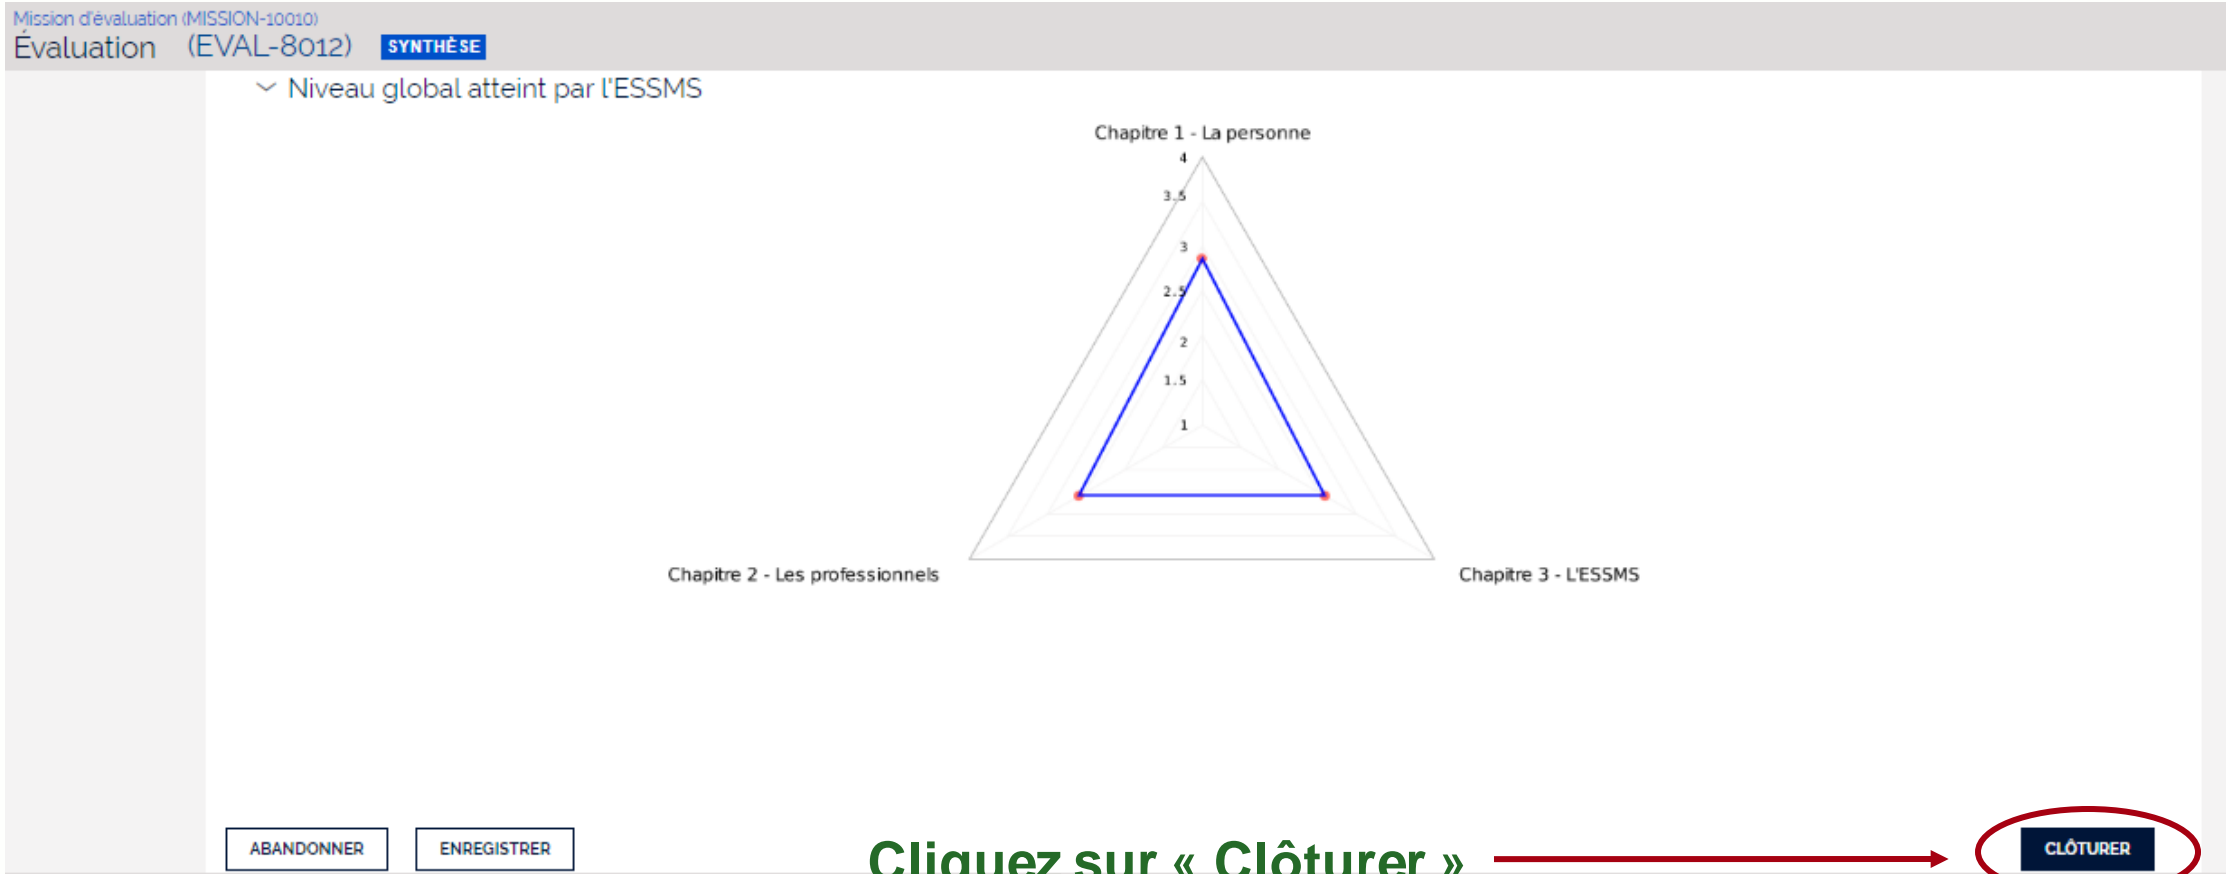 Mission d'évaluation (MISSION-10010)
Évaluation (EVAL-8012) SYNTHÈSE
Niveau global atteint par l'ESSMS
Chapitre 1 - La personne
4
3.5
3
2.5
2
1.5
1
Chapitre 2 - Les professionnels
Chapitre 3 - L'ESSMS
ABANDONNER ENREGISTRER Cliquez sur « Clôturer » CLÔTURER